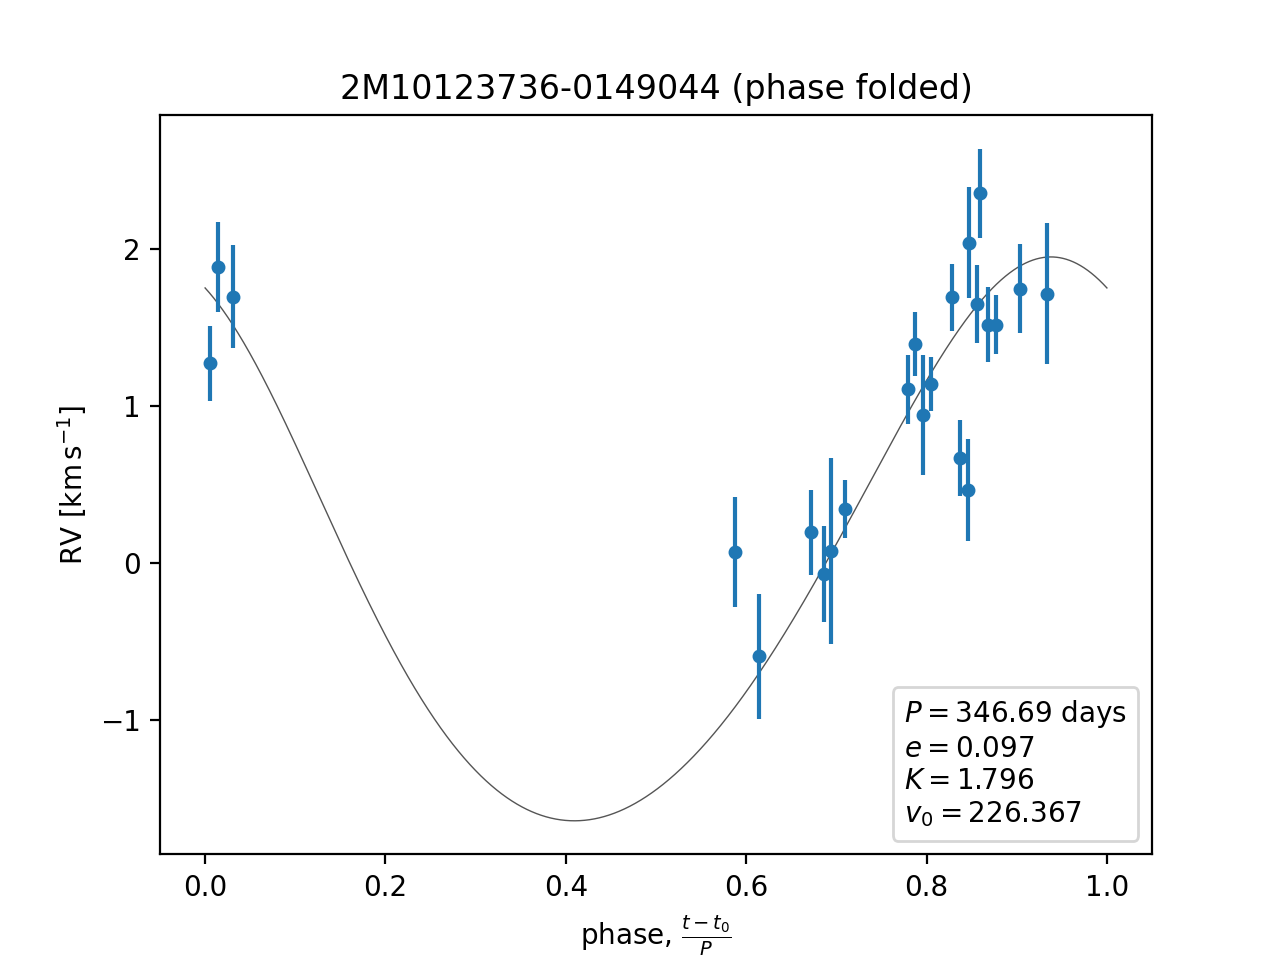 2M10123736-0149044 (phase folded)
RV [km s⁻¹]
2
1
0
−1
P = 346.69 days
e = 0.097
K = 1.796
v₀ = 226.367
0.0 0.2 0.4 0.6 0.8 1.0
phase, (t − t₀)/P